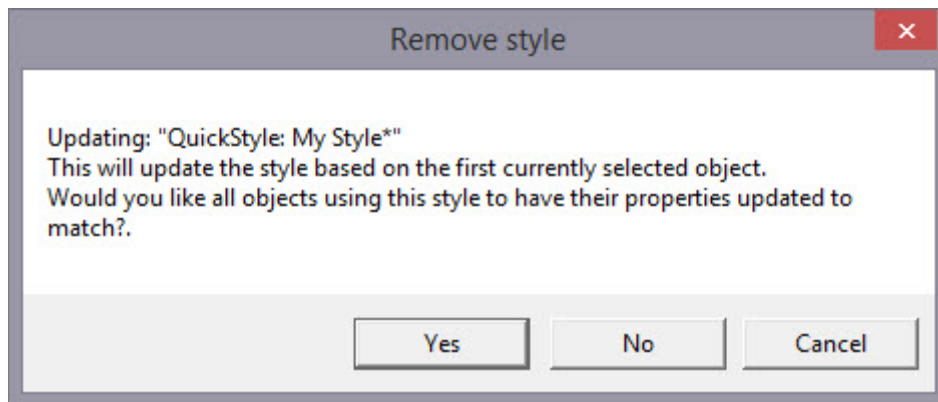 Remove style
Updating: "QuickStyle: My Style*"
This will update the style based on the first currently selected object.
Would you like all objects using this style to have their properties updated to
match?.
Yes No Cancel